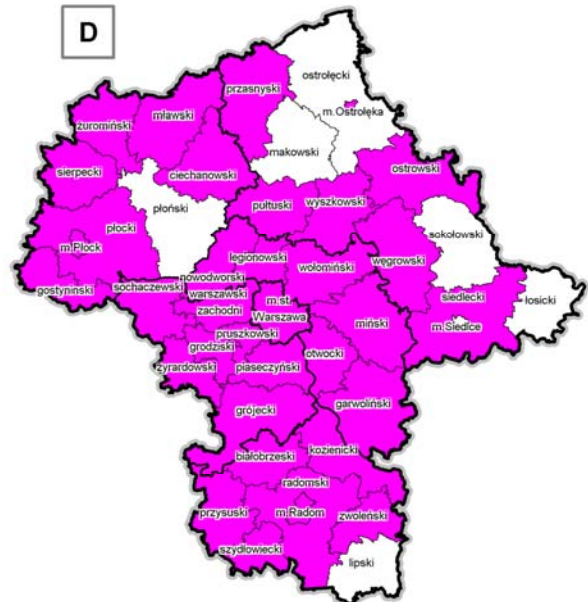 D
ostrołęcki
przasnyski
m.Ostrołęka
mławski
żuromiński
makowski
ostrowski
sierpecki
ciechanowski
płoński
pułtuski
wyszkowski
płocki
sokołowski
m.Płock
legionowski
wołomiński
węgrowski
nowodworski
gostyniński
sochaczewski
warszawski
zachodni
m.st.
Warszawa
siedlecki
łosicki
miński
m.Siedlce
pruszkowski
grodziski
otwocki
żyrardowski
piaseczyński
garwoliński
grójecki
białobrzeski
kozienicki
radomski
przysuski
m.Radom
zwoleński
szydłowiecki
lipski